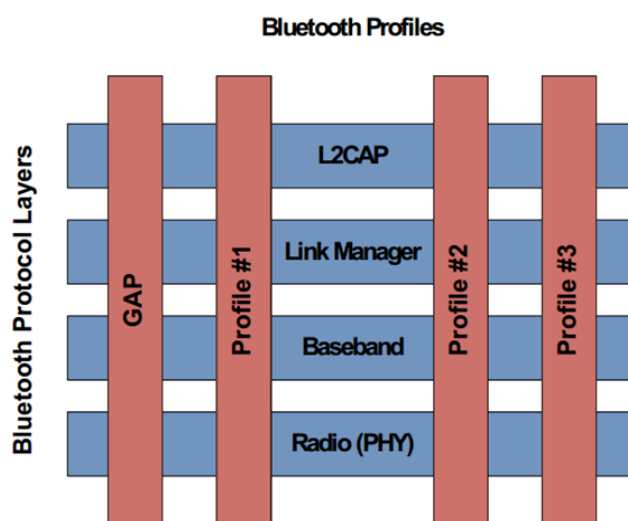 Bluetooth Profiles
Bluetooth Protocol Layers
L2CAP
Link Manager
Baseband
Radio (PHY)
GAP
Profile #1
Profile #2
Profile #3